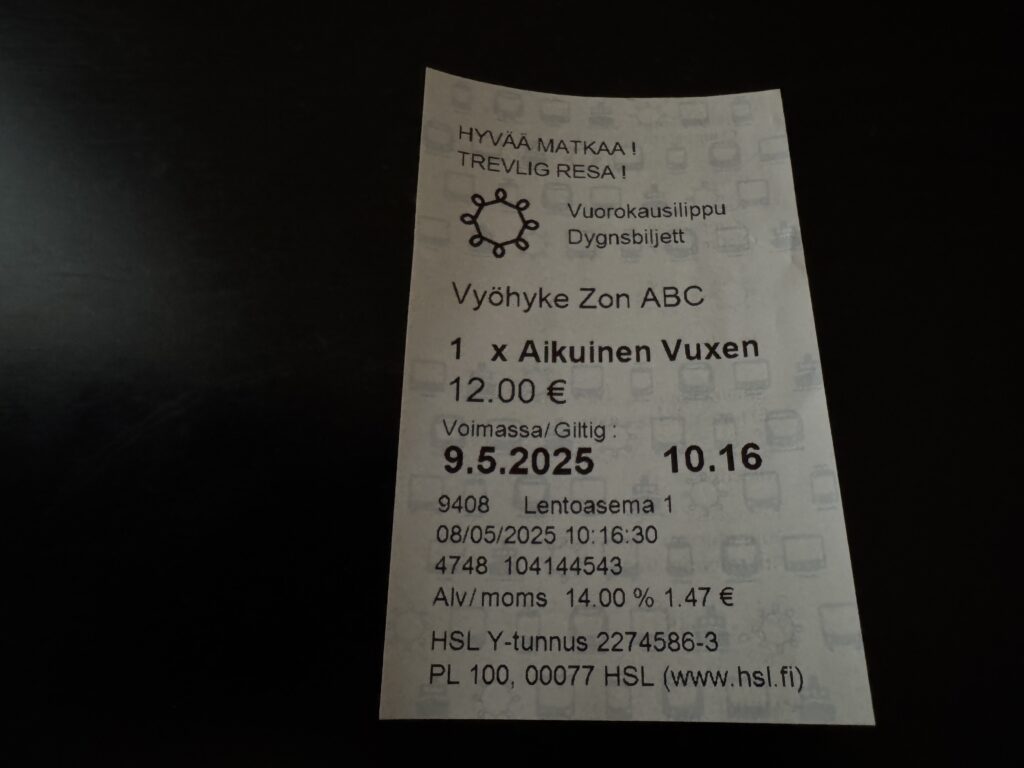 HYVÄÄ MATKAA !
TREVLIG RESA !
Vuorokausilippu
Dygnsbiljett
Vyöhyke Zon ABC
1 x Aikuinen Vuxen
12.00 €
Voimassa/Giltig :
9.5.2025 10.16
9408 Lentoasema 1
08/05/2025 10:16:30
4748 104144543
Alv/moms 14.00 % 1.47 €
HSL Y-tunnus 2274586-3
PL 100, 00077 HSL (www.hsl.fi)